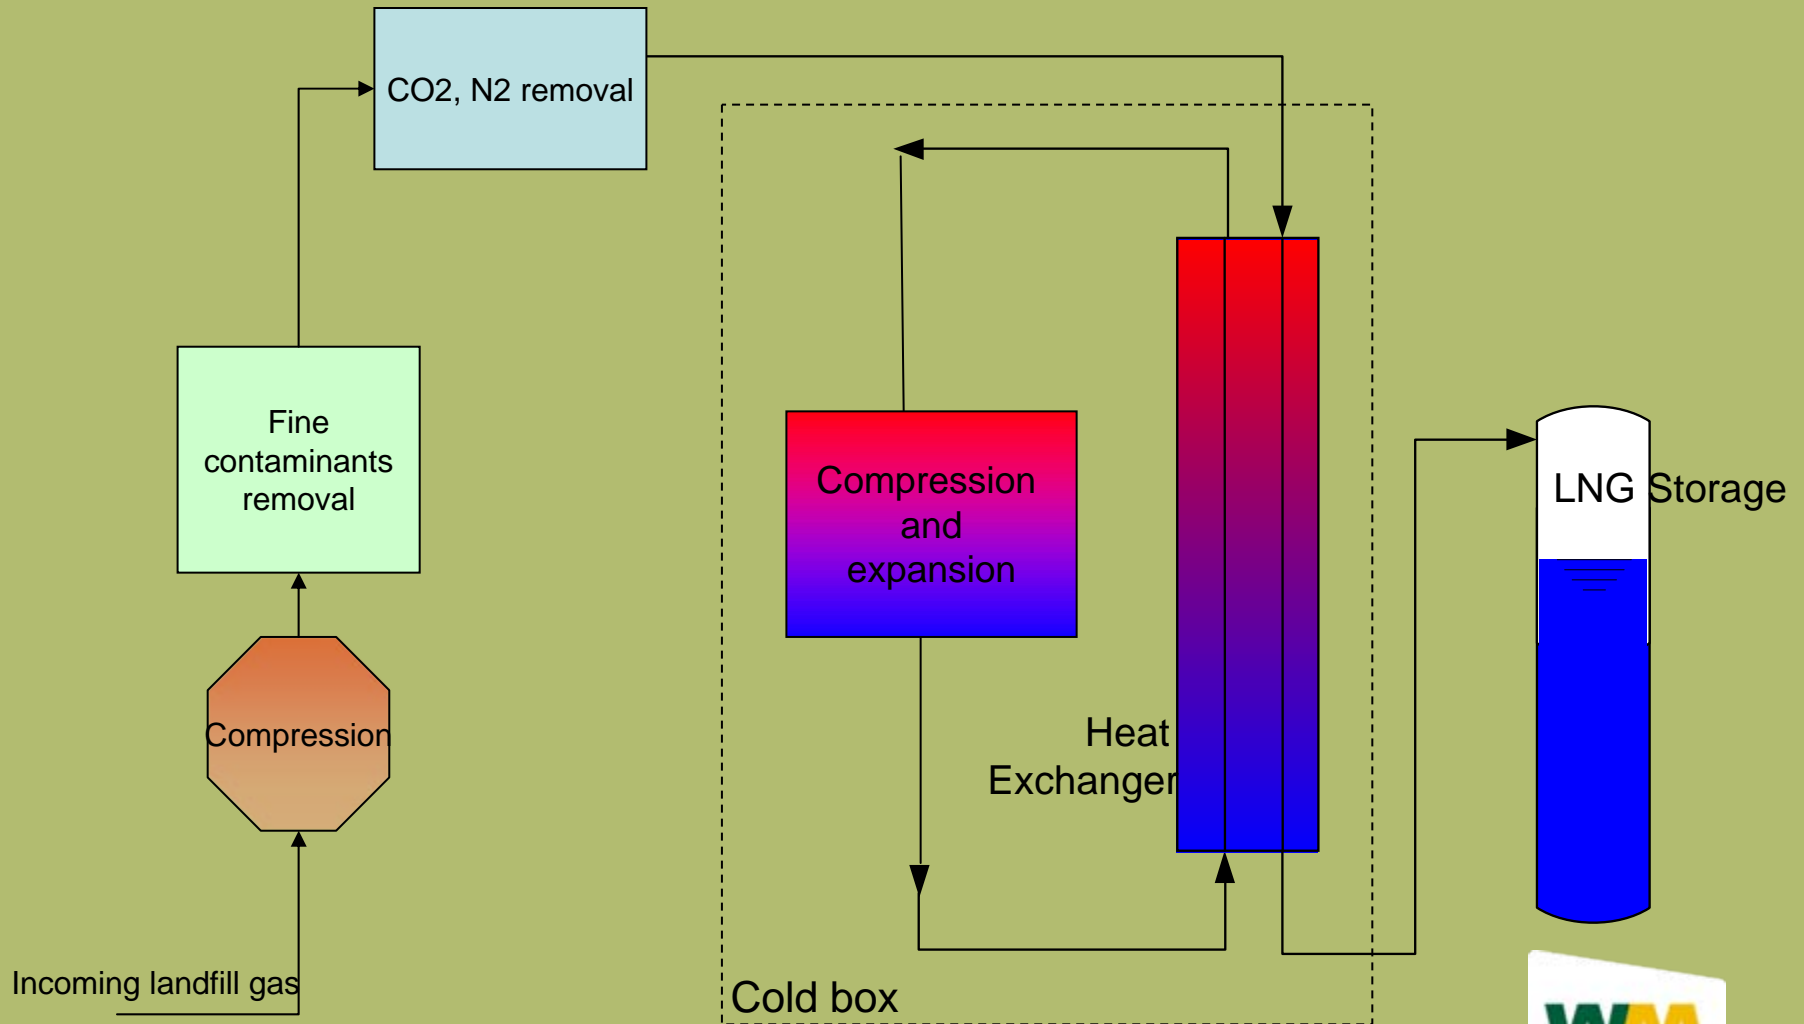 CO2, N2 removal
Fine
contaminants
removal
Compression
and
expansion
LNG Storage
Compression
Heat
Exchanger
Incoming landfill gas
Cold box
WM